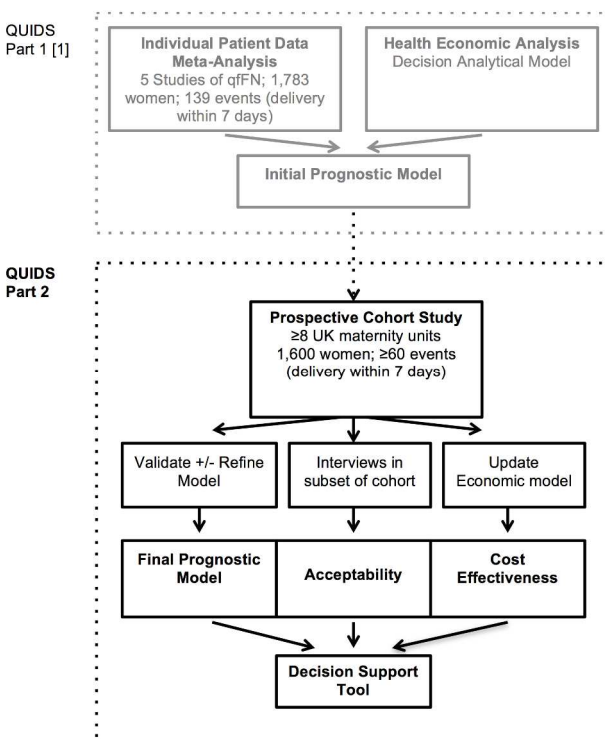 QUIDS
Part 1 [1]
Individual Patient Data
Meta-Analysis
5 Studies of qfFN; 1,783
women; 139 events (delivery
within 7 days)
Health Economic Analysis
Decision Analytical Model
Initial Prognostic Model
QUIDS
Part 2
Prospective Cohort Study
≥8 UK maternity units
1,600 women; ≥60 events
(delivery within 7 days)
Validate +/- Refine
Model
Interviews in
subset of cohort
Update
Economic model
Final Prognostic
Model
Acceptability
Cost
Effectiveness
Decision Support
Tool